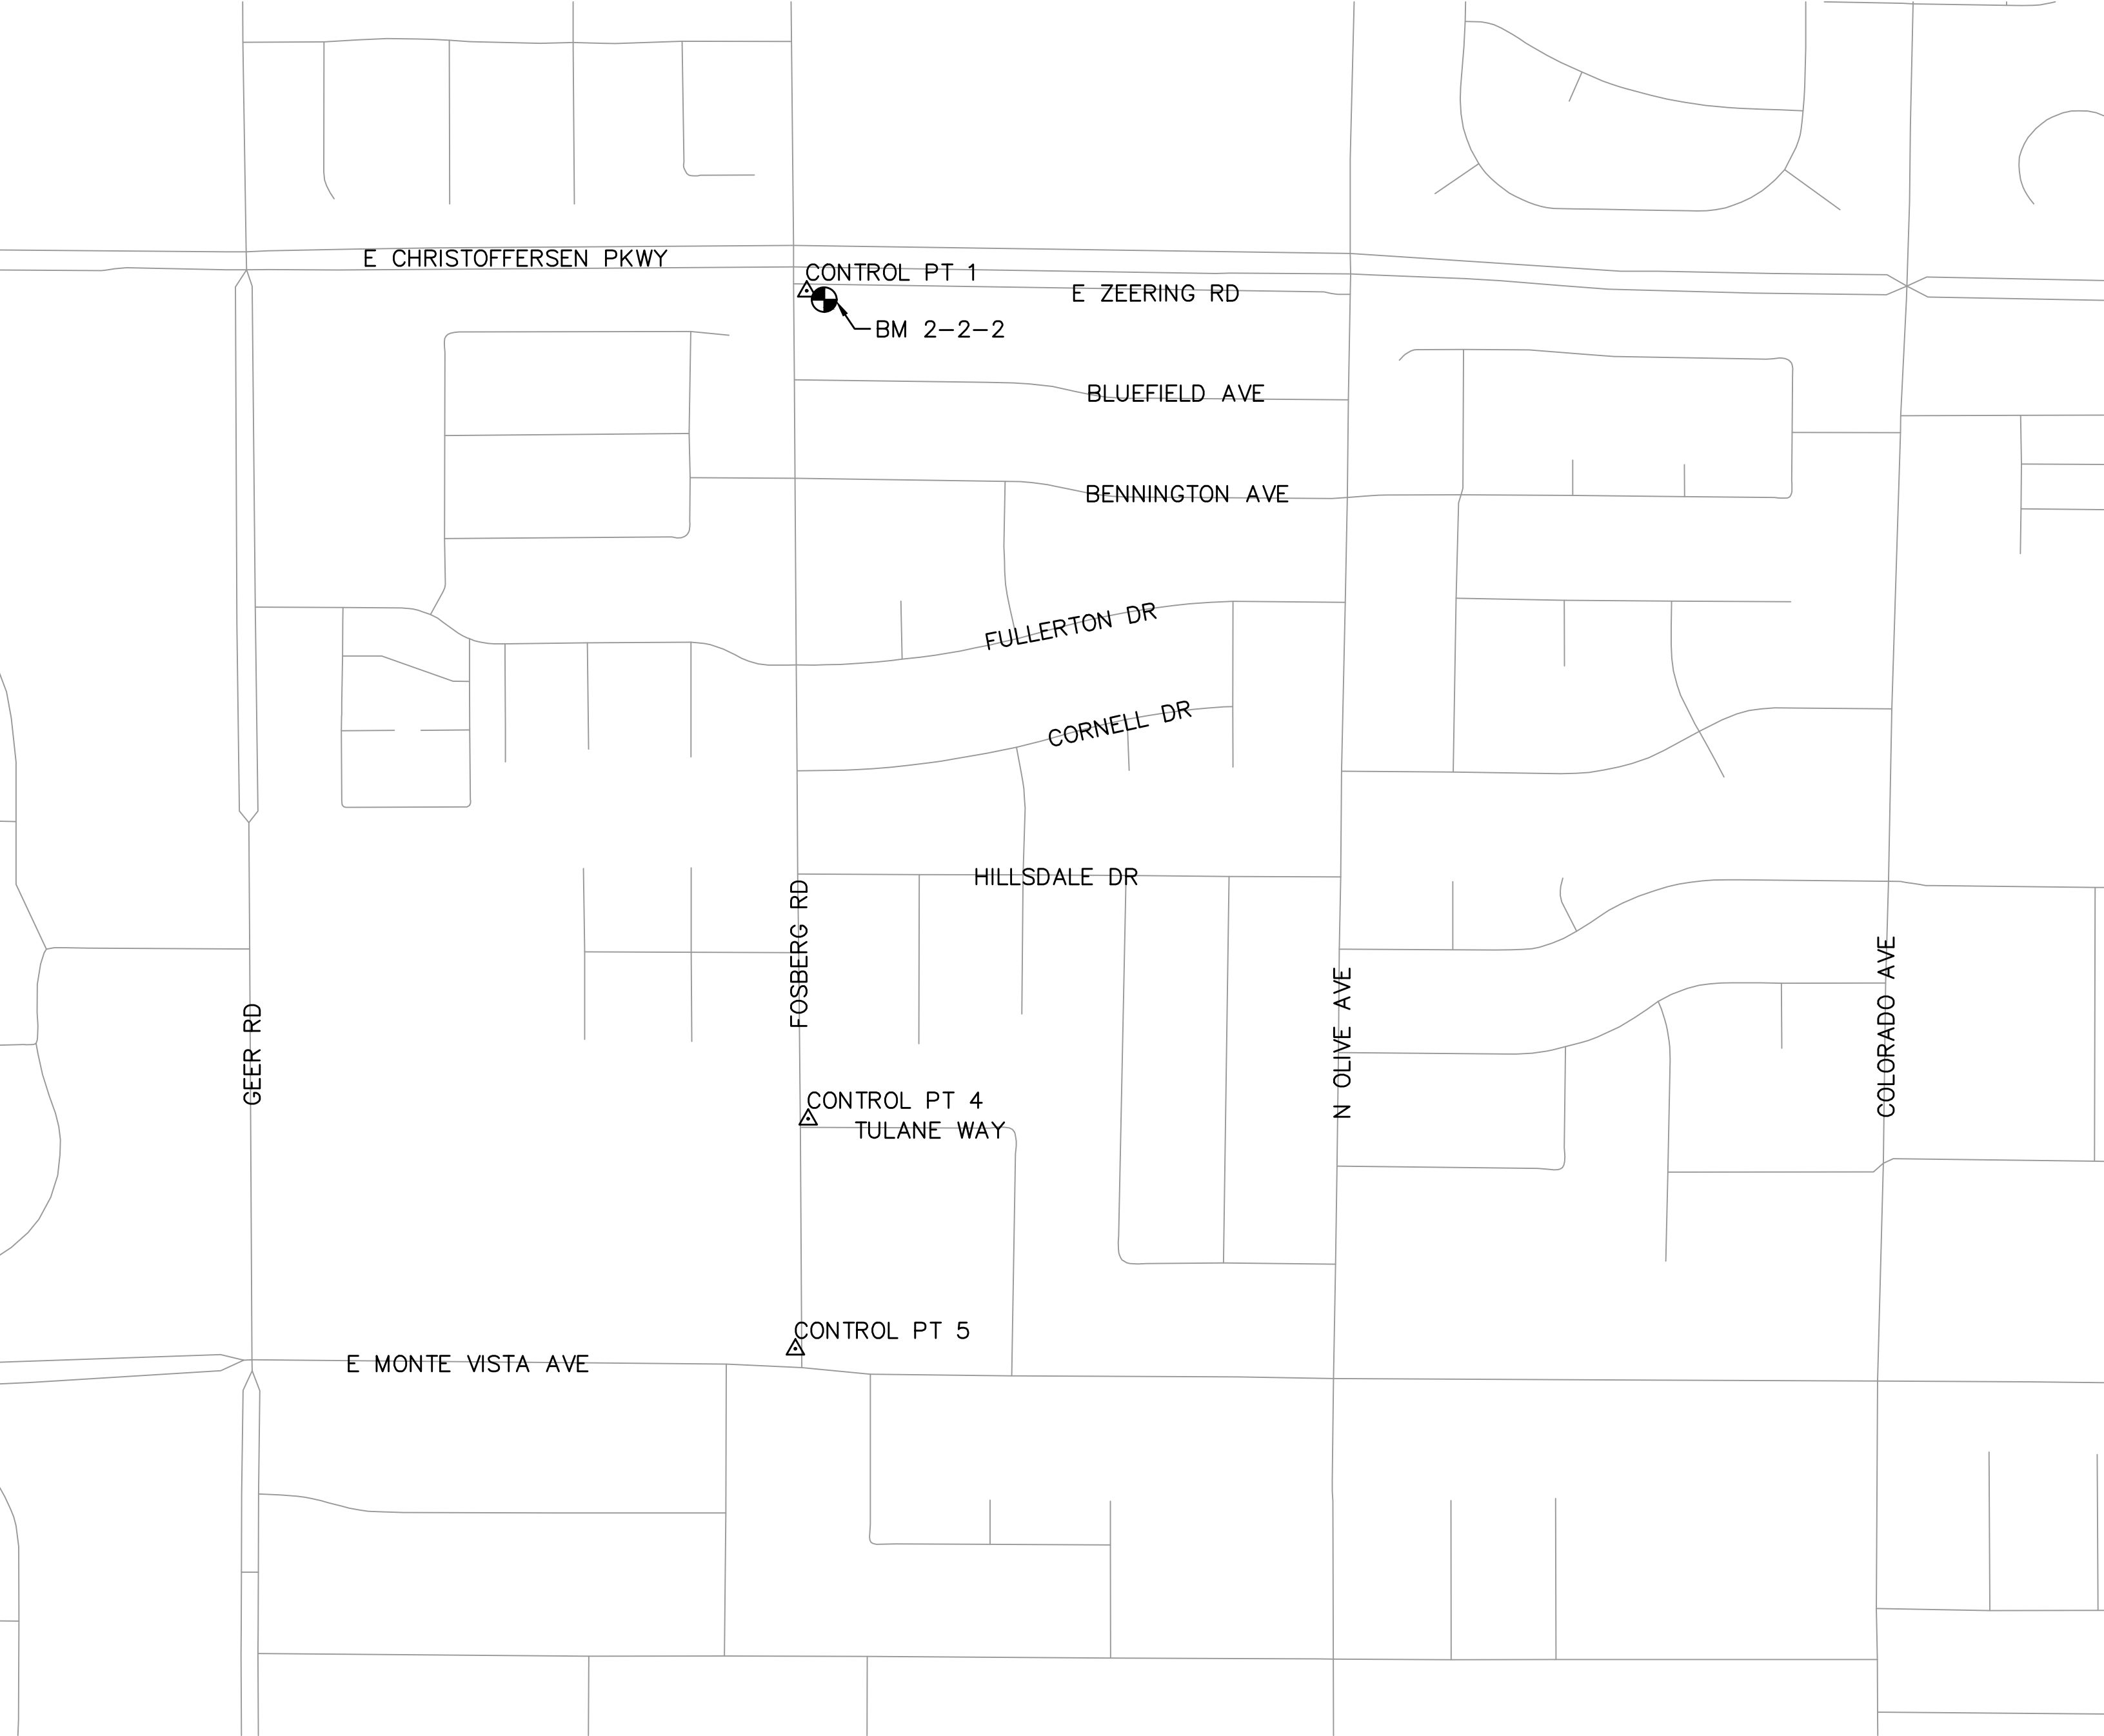 E CHRISTOFFERSEN PKWY
CONTROL PT 1
E ZEERING RD
BM 2-2-2
BLUEFIELD AVE
BENNINGTON AVE
FULLERTON DR
CORNELL DR
HILLSDALE DR
FOSBERG RD
GEER RD
N OLIVE AVE
COLORADO AVE
CONTROL PT 4
TULANE WAY
CONTROL PT 5
E MONTE VISTA AVE